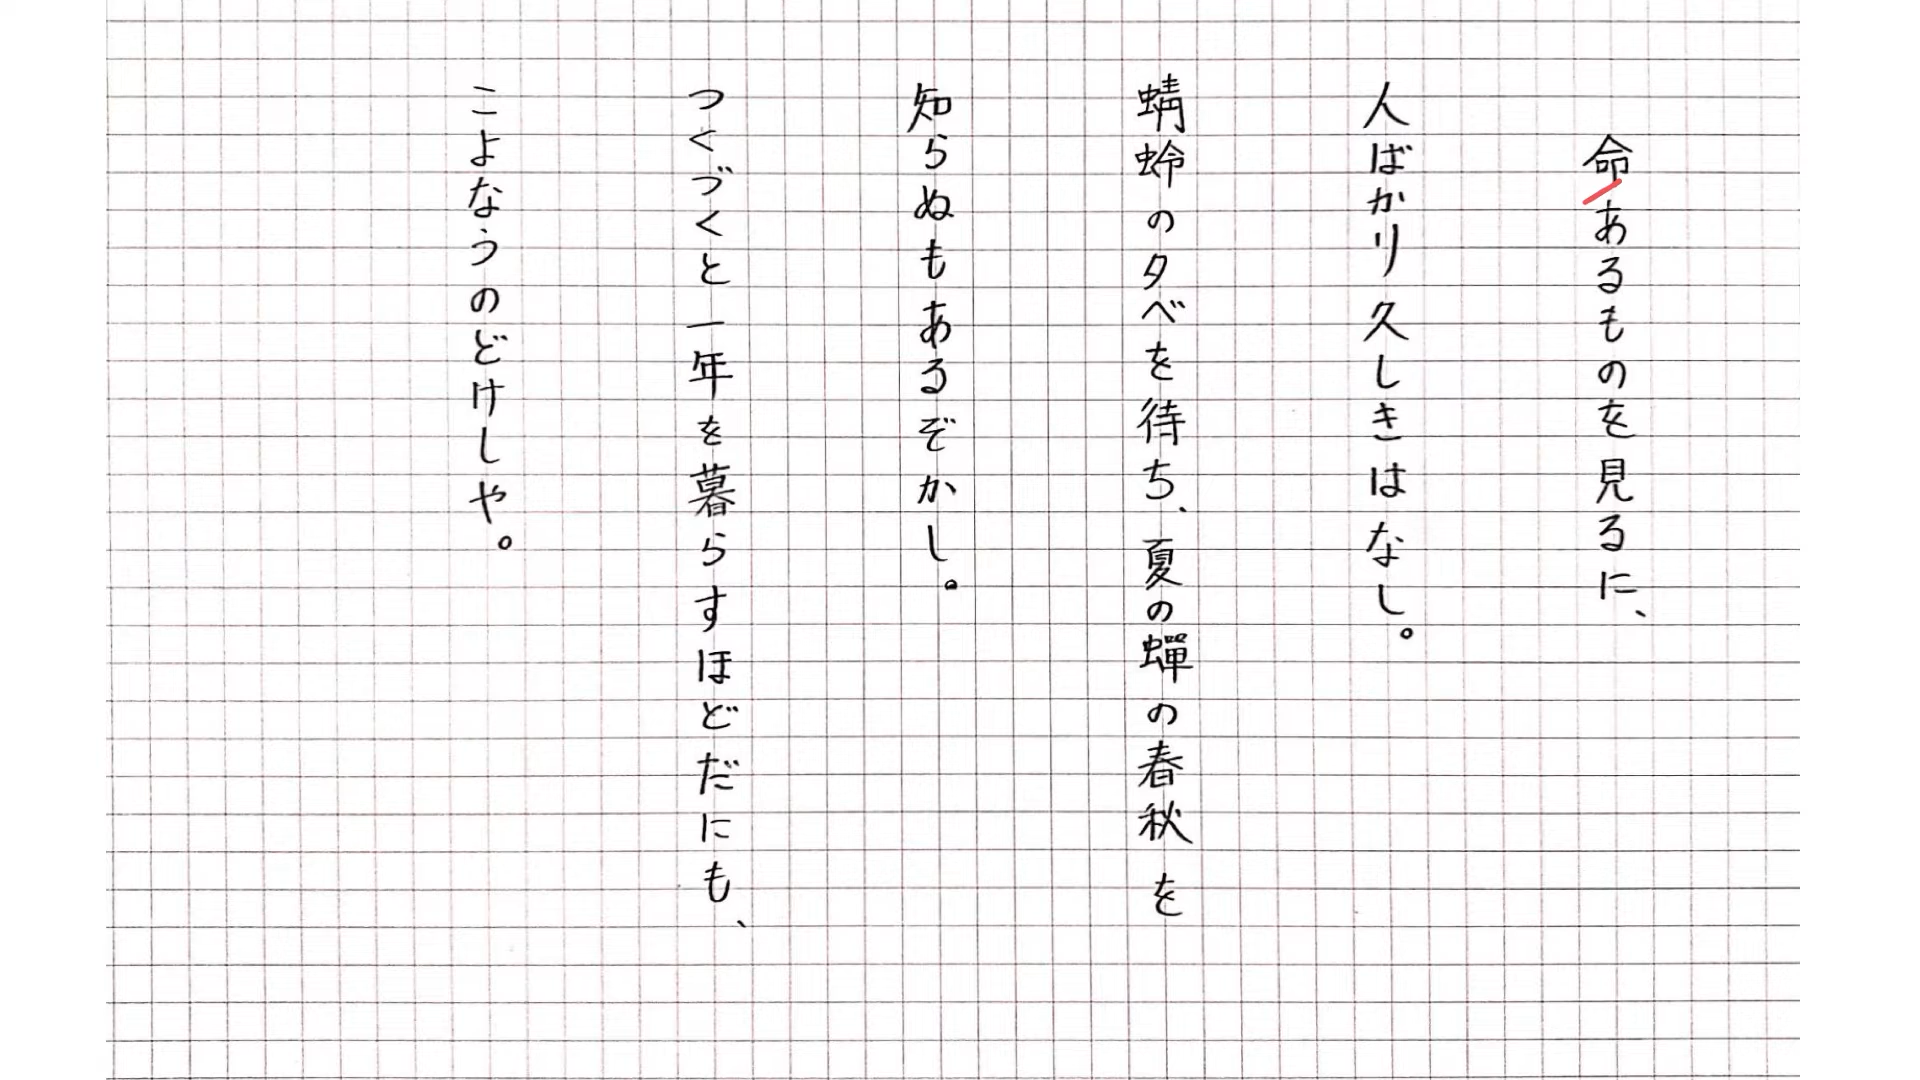 命あるものを見るに、
人ばかり久しきはなし。
蜻蛉の夕べを待ち、夏の蟬の春秋を
知らぬもあるぞかし。
つくづくと一年を暮らすほどだにも、
こよなうのどけしや。